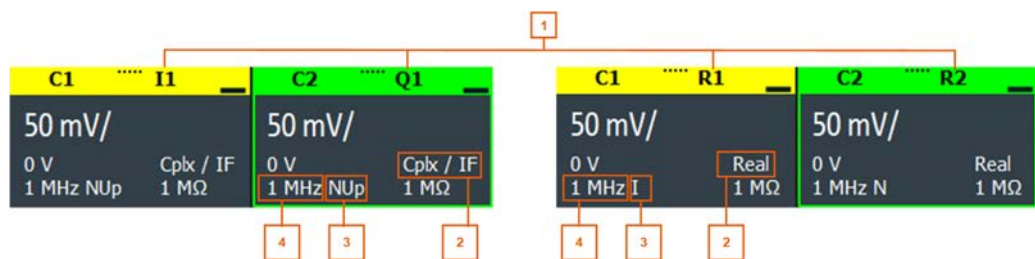 1
C1 I1 C2 Q1 C1 R1 C2 R2
50 mV/ 50 mV/ 50 mV/ 50 mV/
0 V Cplx / IF 0 V Cplx / IF 0 V Real 0 V Real
1 MHz NUp 1 MΩ 1 MHz NUp 1 MΩ 1 MHz I 1 MΩ 1 MHz N 1 MΩ
4 3 2 4 3 2